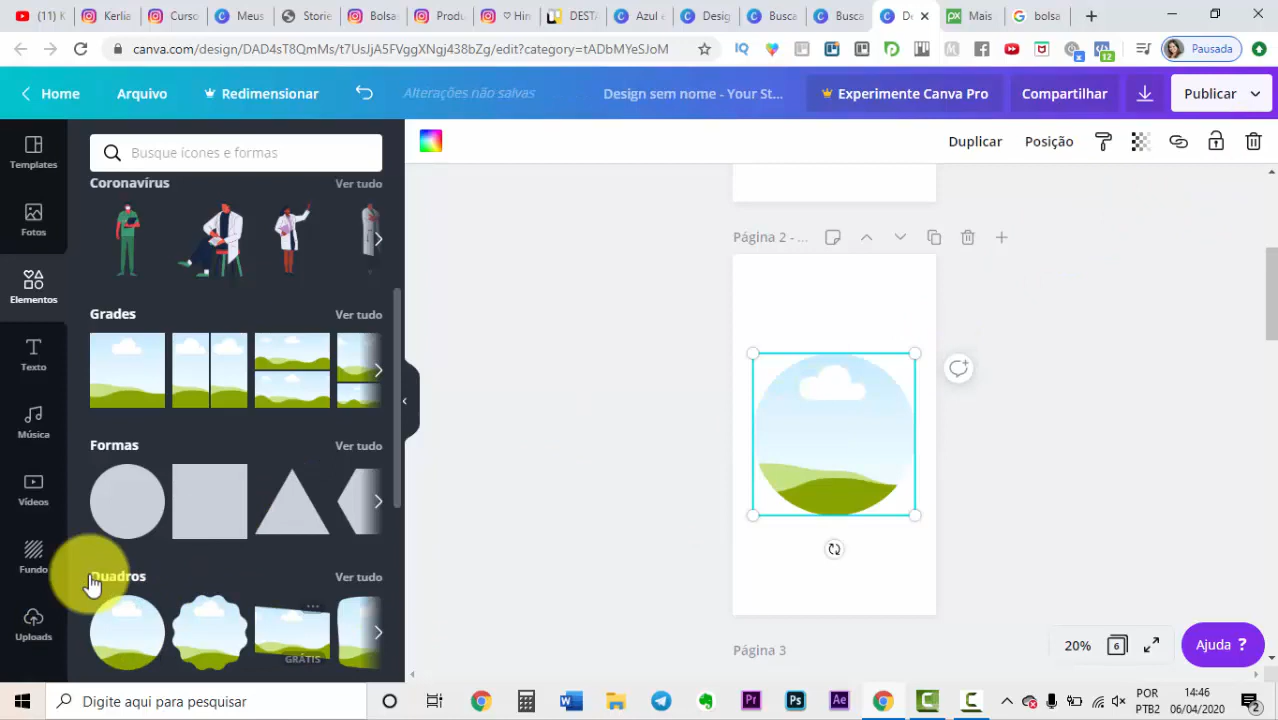 Kerlia
Curso
Meus
Storie
Bolsa
Produ
Hin
DESTA
Azul e
Desig
Busca
Busca
De
Mais
bolsa
canva.com/design/DAD4sT8QmMs/t7UsJjA5FVggXNgj438bZg/edit?category=tADbMYeSJoM
IQ
12
Pausada
Home
Arquivo
Redimensionar
Alterações não salvas
Design sem nome - Your St...
Experimente Canva Pro
Compartilhar
Publicar
Templates
Fotos
Elementos
Texto
Música
Vídeos
Fundo
Uploads
Busque ícones e formas
Coronavírus
Ver tudo
Grades
Ver tudo
Formas
Ver tudo
Quadros
Ver tudo
GRÁTIS
Duplicar
Posição
Página 2 - ...
Página 3
20%
6
Ajuda ?
Digite aqui para pesquisar
POR
PTB2
14:46
06/04/2020
2